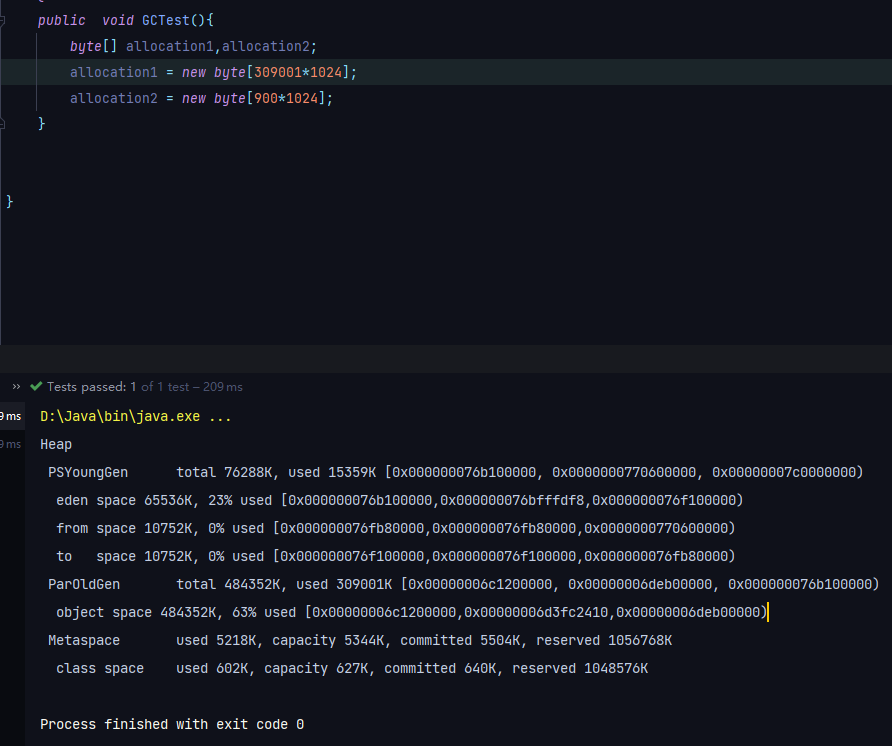 public  void GCTest(){
byte[] allocation1,allocation2;
allocation1 = new byte[309001*1024];
allocation2 = new byte[900*1024];
}
}
›› Tests passed: 1 of 1 test – 209 ms
9 ms D:\Java\bin\java.exe ...
9 ms Heap
PSYoungGen      total 76288K, used 15359K [0x000000076b100000, 0x0000000770600000, 0x00000007c0000000)
eden space 65536K, 23% used [0x000000076b100000,0x000000076bfffdf8,0x000000076f100000)
from space 10752K, 0% used [0x000000076fb80000,0x000000076fb80000,0x0000000770600000)
to   space 10752K, 0% used [0x000000076f100000,0x000000076f100000,0x000000076fb80000)
ParOldGen       total 484352K, used 309001K [0x00000006c1200000, 0x00000006deb00000, 0x000000076b100000)
object space 484352K, 63% used [0x00000006c1200000,0x00000006d3fc2410,0x00000006deb00000)
Metaspace       used 5218K, capacity 5344K, committed 5504K, reserved 1056768K
class space    used 602K, capacity 627K, committed 640K, reserved 1048576K
Process finished with exit code 0